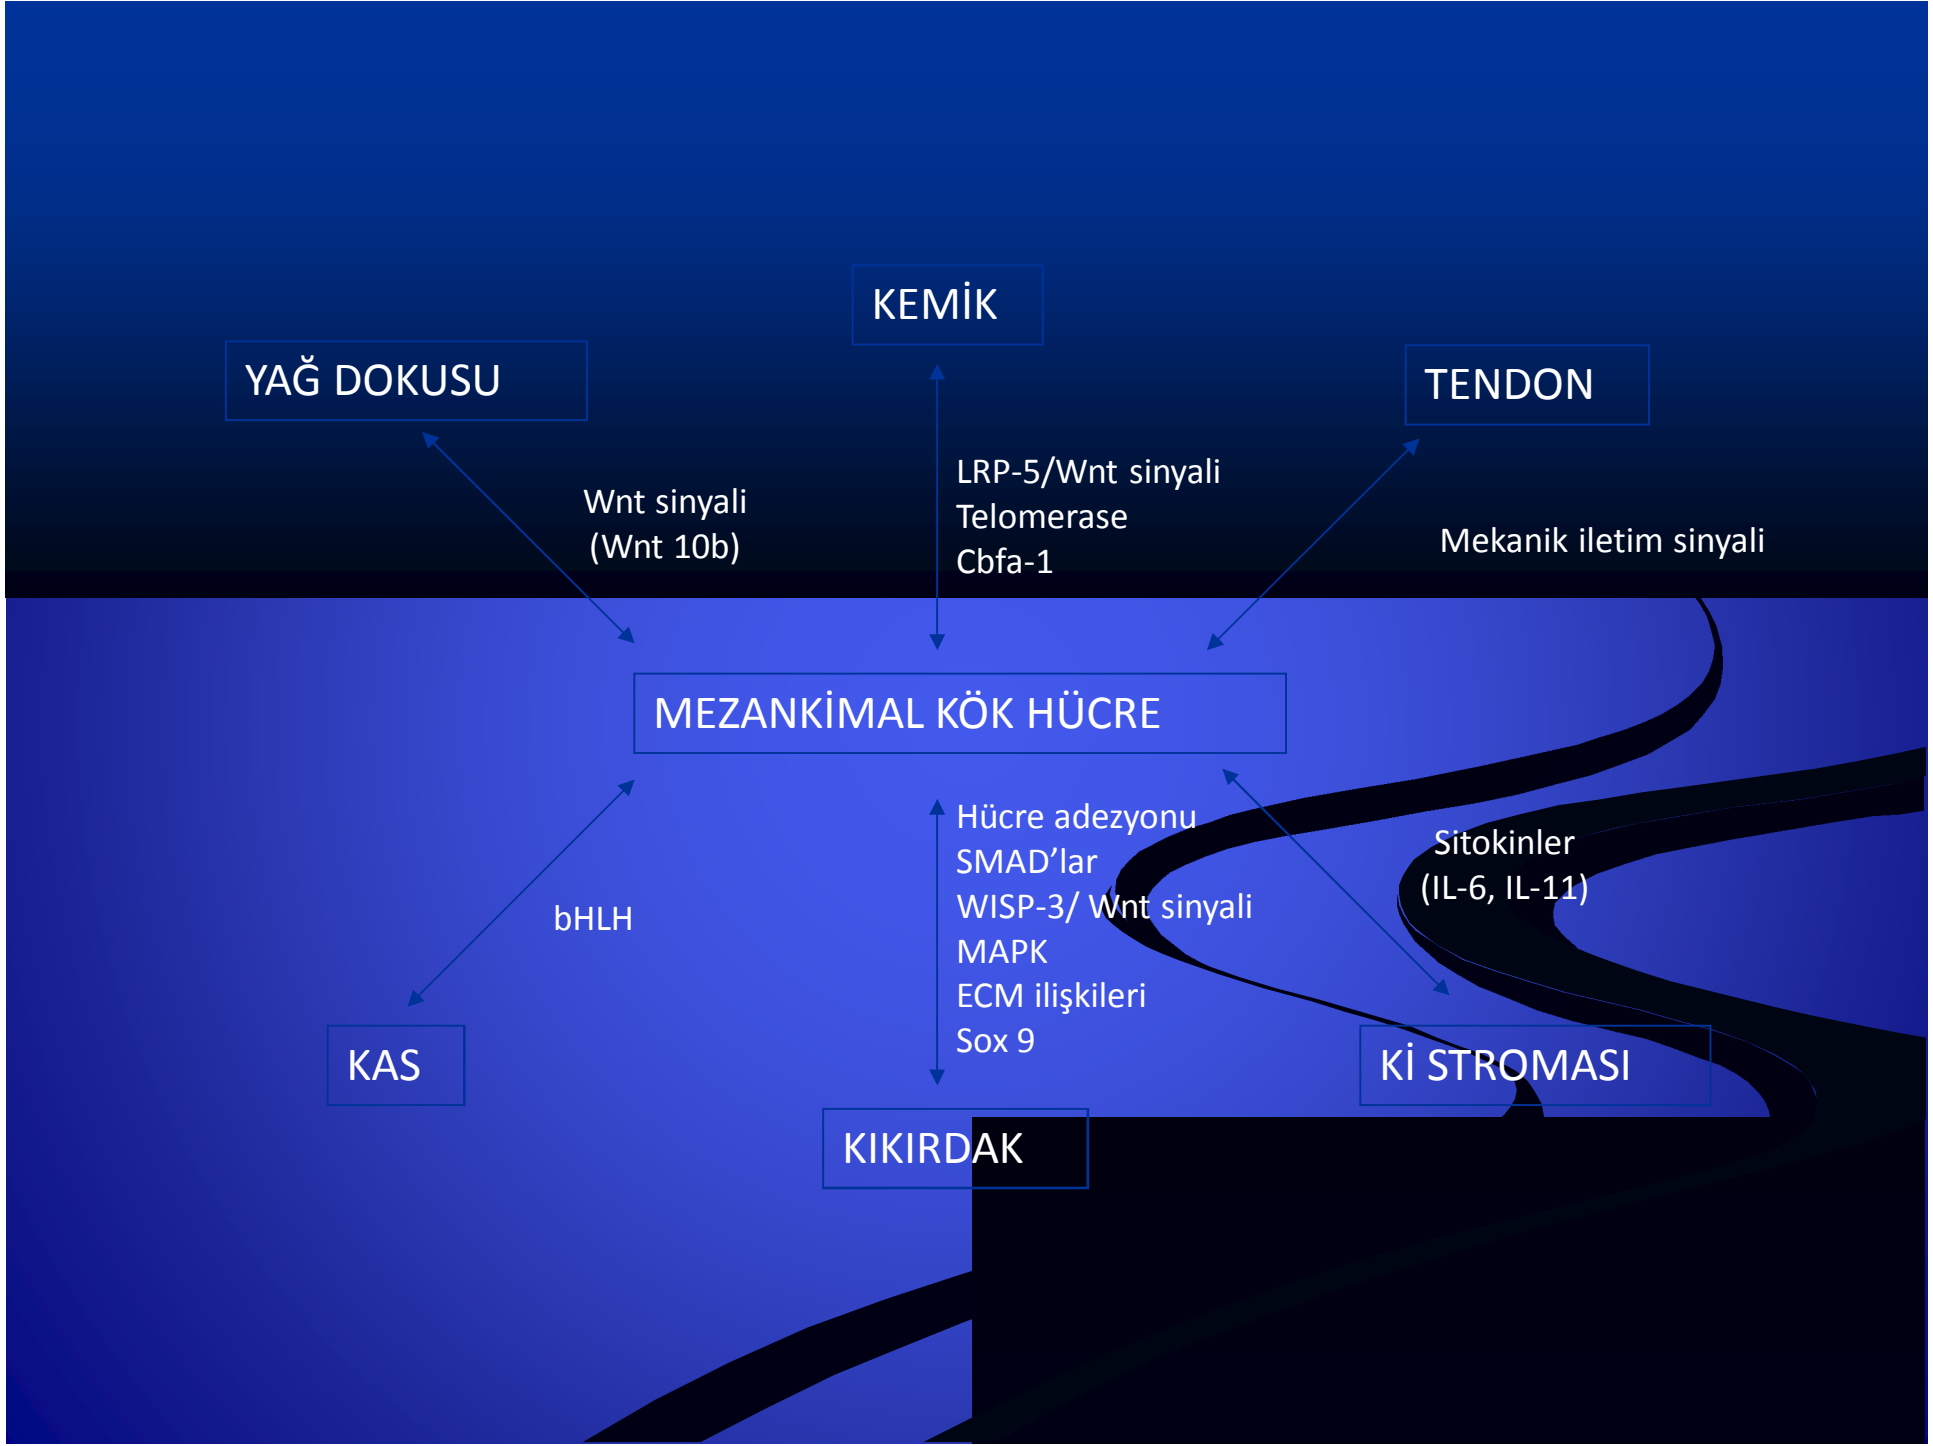 KEMİK
YAĞ DOKUSU
TENDON
LRP-5/Wnt sinyali
Telomerase
Cbfa-1
Wnt sinyali
(Wnt 10b)
Mekanik iletim sinyali
MEZANKİMAL KÖK HÜCRE
Hücre adezyonu
SMAD’lar
WISP-3/ Wnt sinyali
MAPK
ECM ilişkileri
Sox 9
Sitokinler
(IL-6, IL-11)
bHLH
KAS
Kİ STROMASI
KIKIRDAK